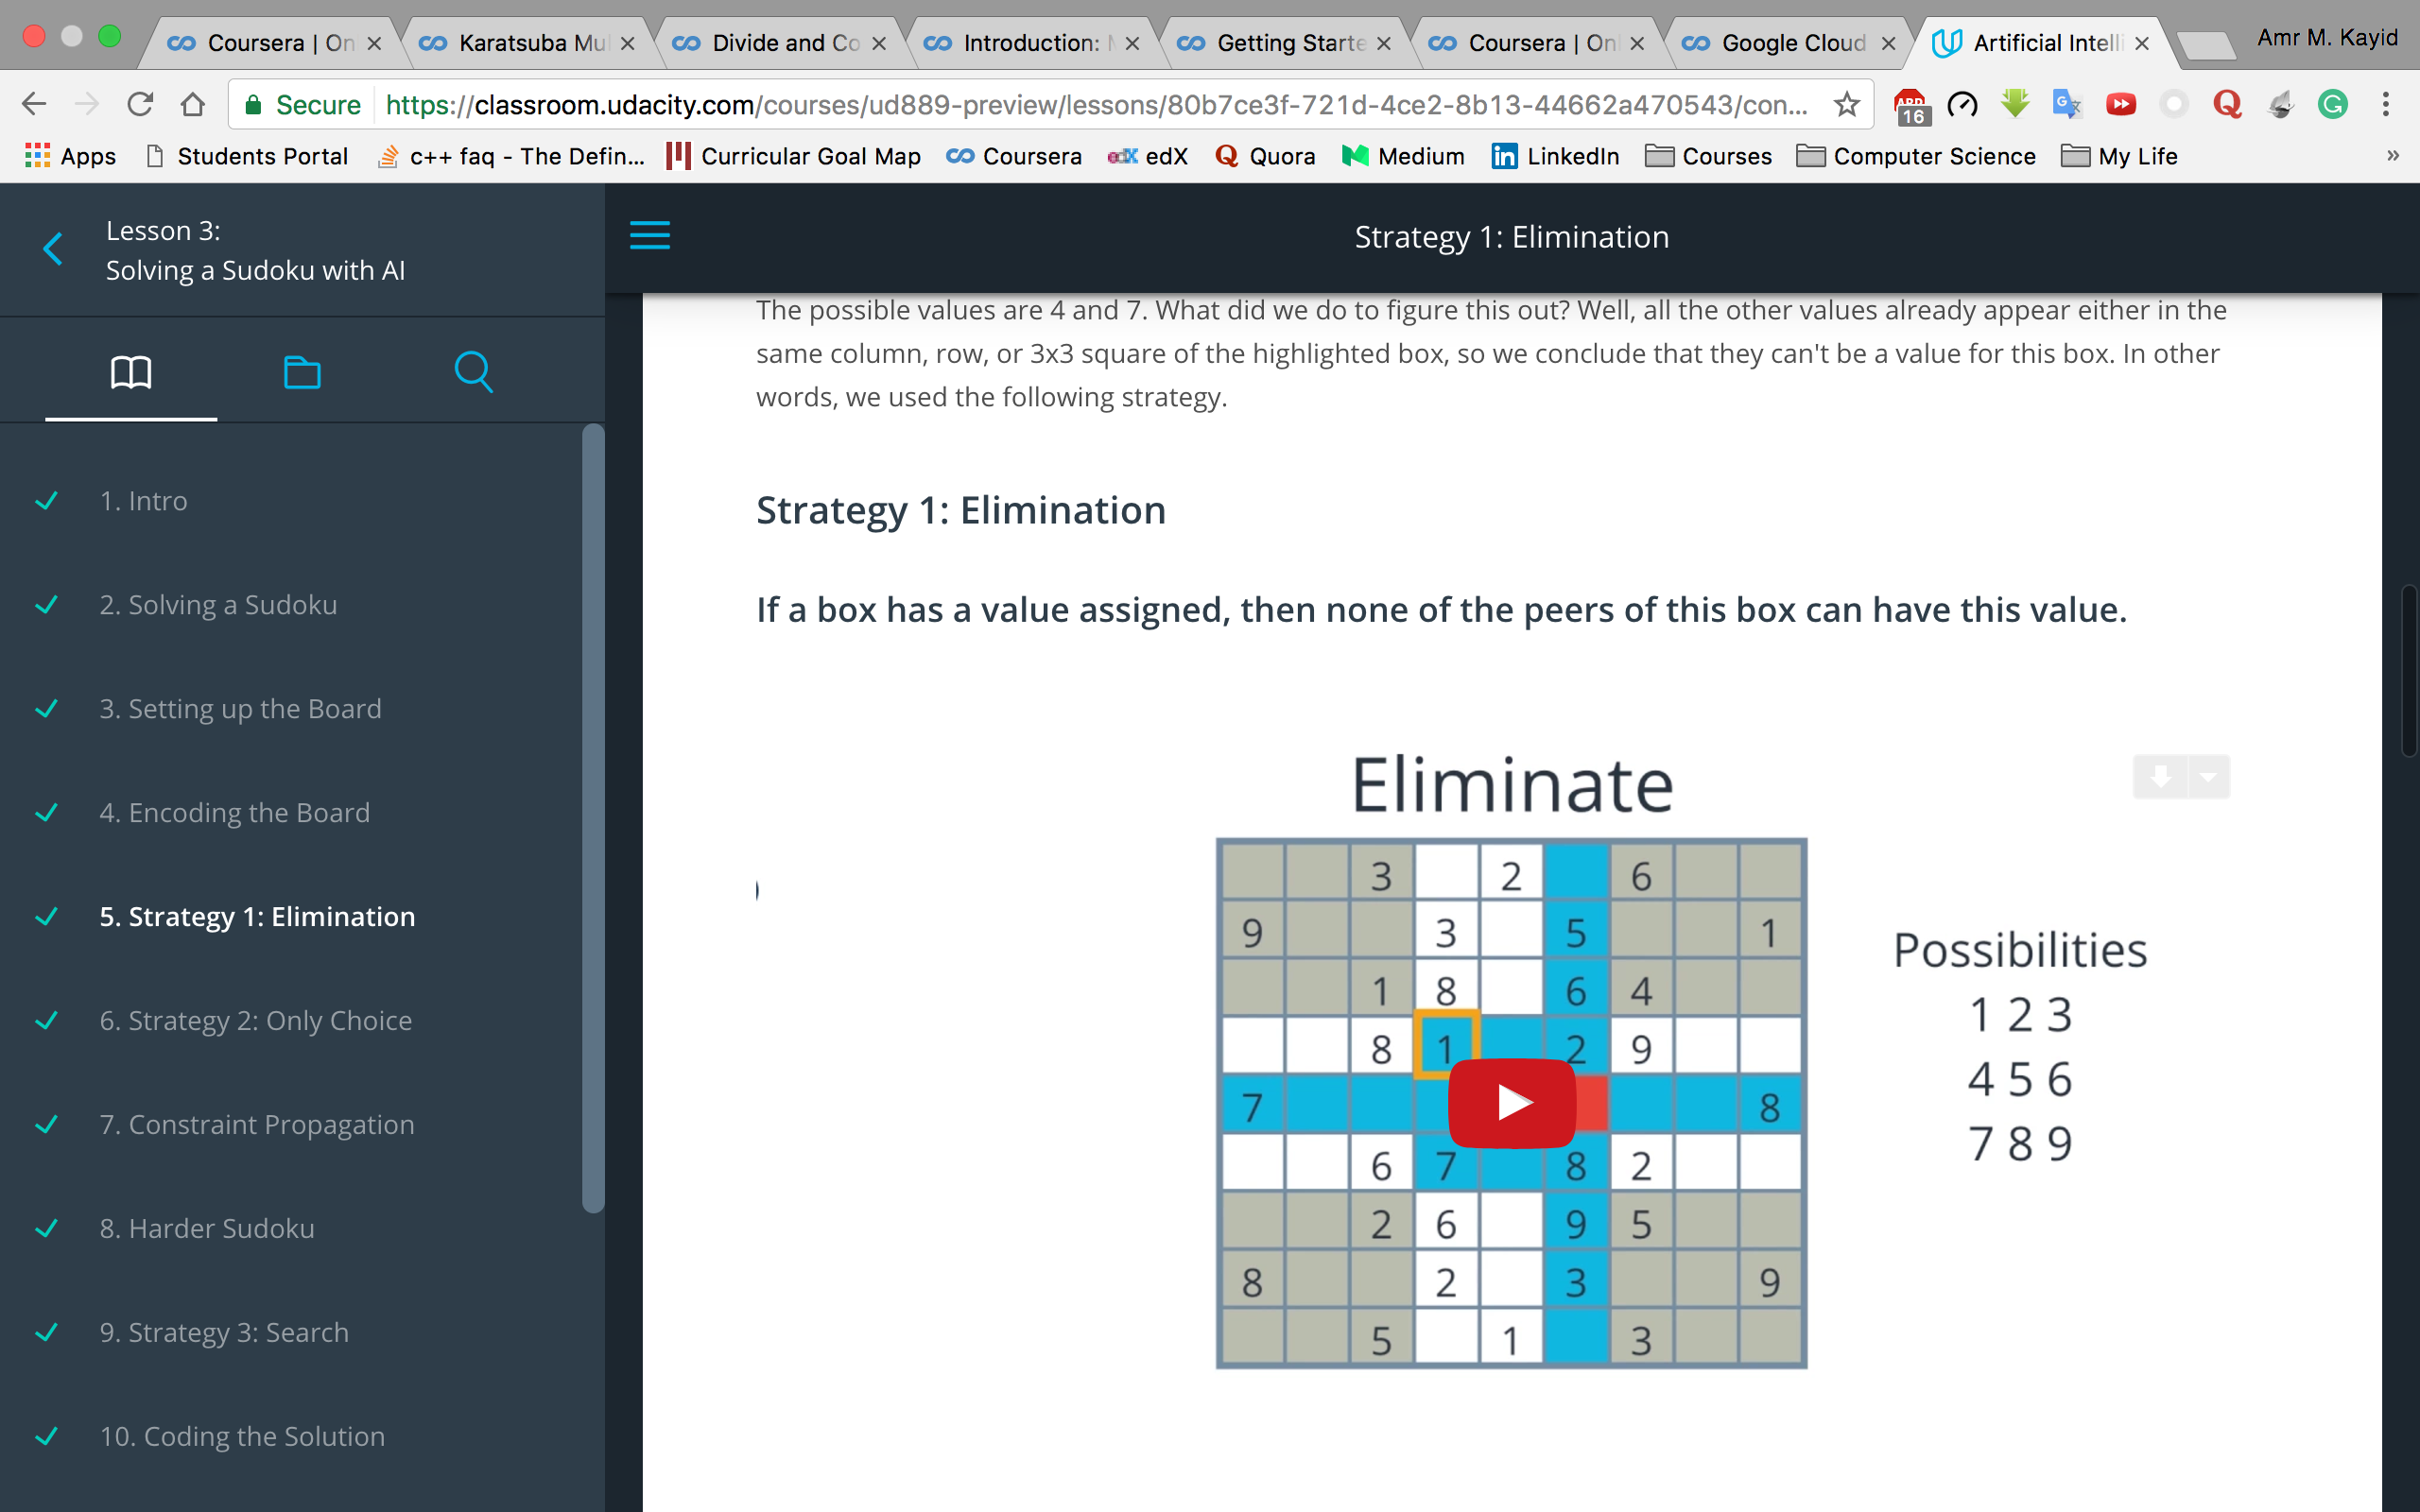 Coursera | On
Karatsuba Mul
Divide and Co
Introduction:
Getting Starte
Coursera | Onl
Google Cloud
Artificial Intelli
Amr M. Kayid
Secure
https://classroom.udacity.com/courses/ud889-preview/lessons/80b7ce3f-721d-4ce2-8b13-44662a470543/con...
ABP
16
Apps
Students Portal
c++ faq - The Defin...
Curricular Goal Map
Coursera
edX
Quora
Medium
LinkedIn
Courses
Computer Science
My Life
»
Lesson 3:
Solving a Sudoku with AI
1. Intro
2. Solving a Sudoku
3. Setting up the Board
4. Encoding the Board
5. Strategy 1: Elimination
6. Strategy 2: Only Choice
7. Constraint Propagation
8. Harder Sudoku
9. Strategy 3: Search
10. Coding the Solution
Strategy 1: Elimination
The possible values are 4 and 7. What did we do to figure this out? Well, all the other values already appear either in the
same column, row, or 3x3 square of the highlighted box, so we conclude that they can't be a value for this box. In other
words, we used the following strategy.
Strategy 1: Elimination
If a box has a value assigned, then none of the peers of this box can have this value.
Eliminate
3 2 6
9 3 5 1
1 8 6 4
8 1 2 9
7 8
6 7 8 2
2 6 9 5
8 2 3 9
5 1 3
Possibilities
1 2 3
4 5 6
7 8 9